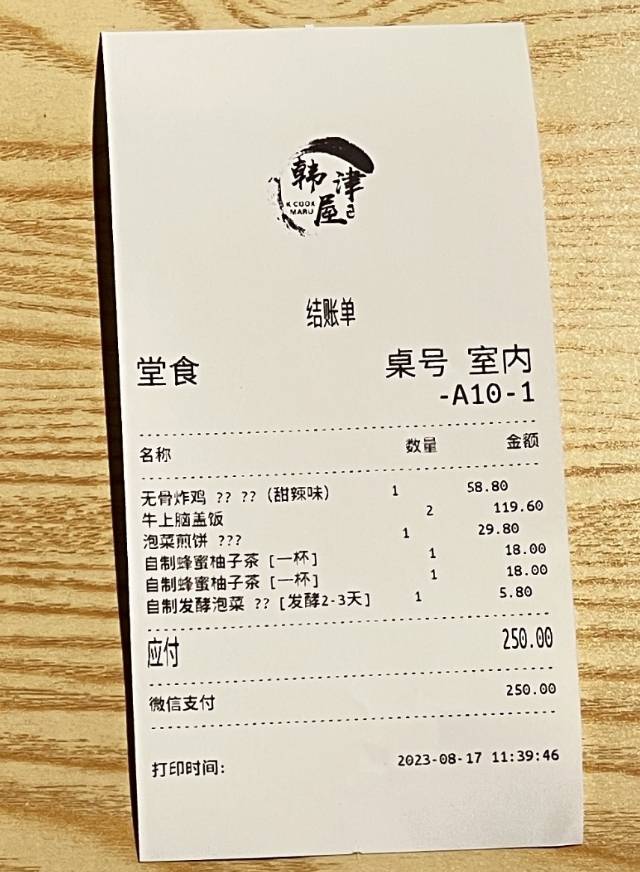 韩津屋
K COOK
MARU
结账单
堂食 桌号 室内
-A10-1
名称 数量 金额
无骨炸鸡 ?? ?? (甜辣味) 1 58.80
牛上脑盖饭 2 119.60
泡菜煎饼 ??? 1 29.80
自制蜂蜜柚子茶 [一杯] 1 18.00
自制蜂蜜柚子茶 [一杯] 1 18.00
自制发酵泡菜 ?? [发酵2-3天] 1 5.80
应付 250.00
微信支付 250.00
打印时间: 2023-08-17 11:39:46